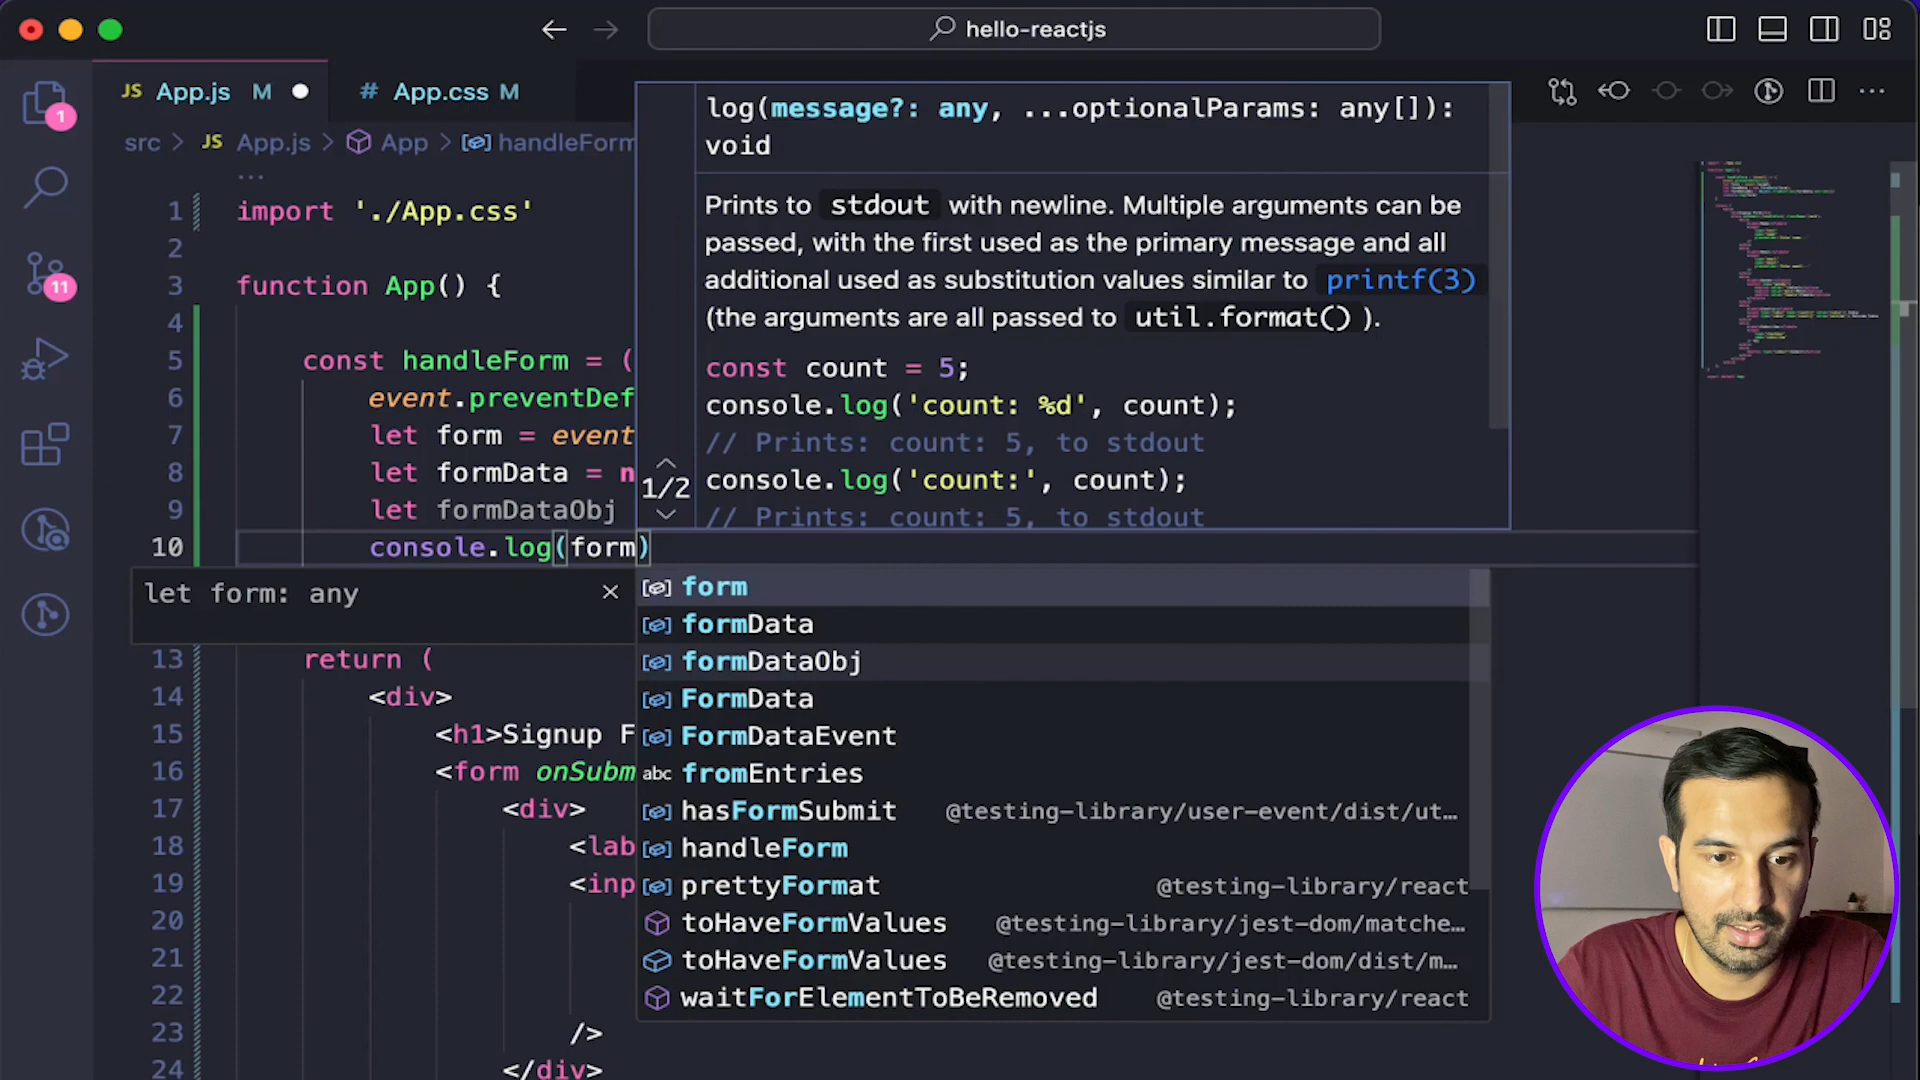 hello-reactjs
JS App.js M
# App.css M
src > JS App.js > App > handleForm
1
11
...
1 import './App.css'
2
3 function App() {
4
5 const handleForm = (
6 event.preventDef
7 let form = event
8 let formData = n
9 let formDataObj
10 console.log(form)
13 return (
14 <div>
15 <h1>Signup F
16 <form onSubm
17 <div>
18 <lab
19 <inp
20
21
22
23 />
24 </div>
log(message?: any, ...optionalParams: any[]):
void
Prints to stdout with newline. Multiple arguments can be
passed, with the first used as the primary message and all
additional used as substitution values similar to printf(3)
(the arguments are all passed to util.format() ).
const count = 5;
console.log('count: %d', count);
// Prints: count: 5, to stdout
console.log('count:', count);
// Prints: count: 5, to stdout
1/2
let form: any
form
formData
formDataObj
FormData
FormDataEvent
abc fromEntries
hasFormSubmit @testing-library/user-event/dist/ut…
handleForm
prettyFormat @testing-library/react
toHaveFormValues @testing-library/jest-dom/matche…
toHaveFormValues @testing-library/jest-dom/dist/m…
waitForElementToBeRemoved @testing-library/react